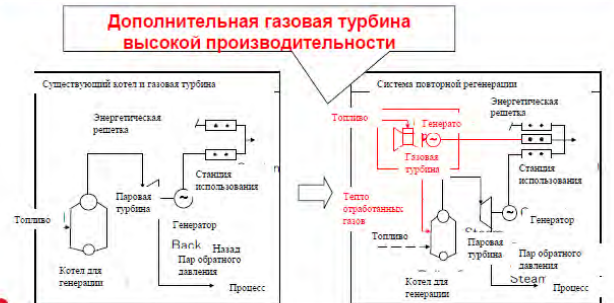 Дополнительная газовая турбина
высокой производительности
Существующий котел и газовая турбина
Энергетическая
решетка
Станция
использования
Паровая
турбина
Топливо
Генератор
Back Назад
Пар обратного
давления
Котел для
генерации
Процесс
Система повторной регенерации
Энергетическая
решетка
Топливо
Генерато
Газовая
турбина
Станция
использования
Тепло
отработанных
газов
Генератор
Топливо
Паровая
турбина
Пар обратного
давления
Steam
Котел для
генерации
Процесс